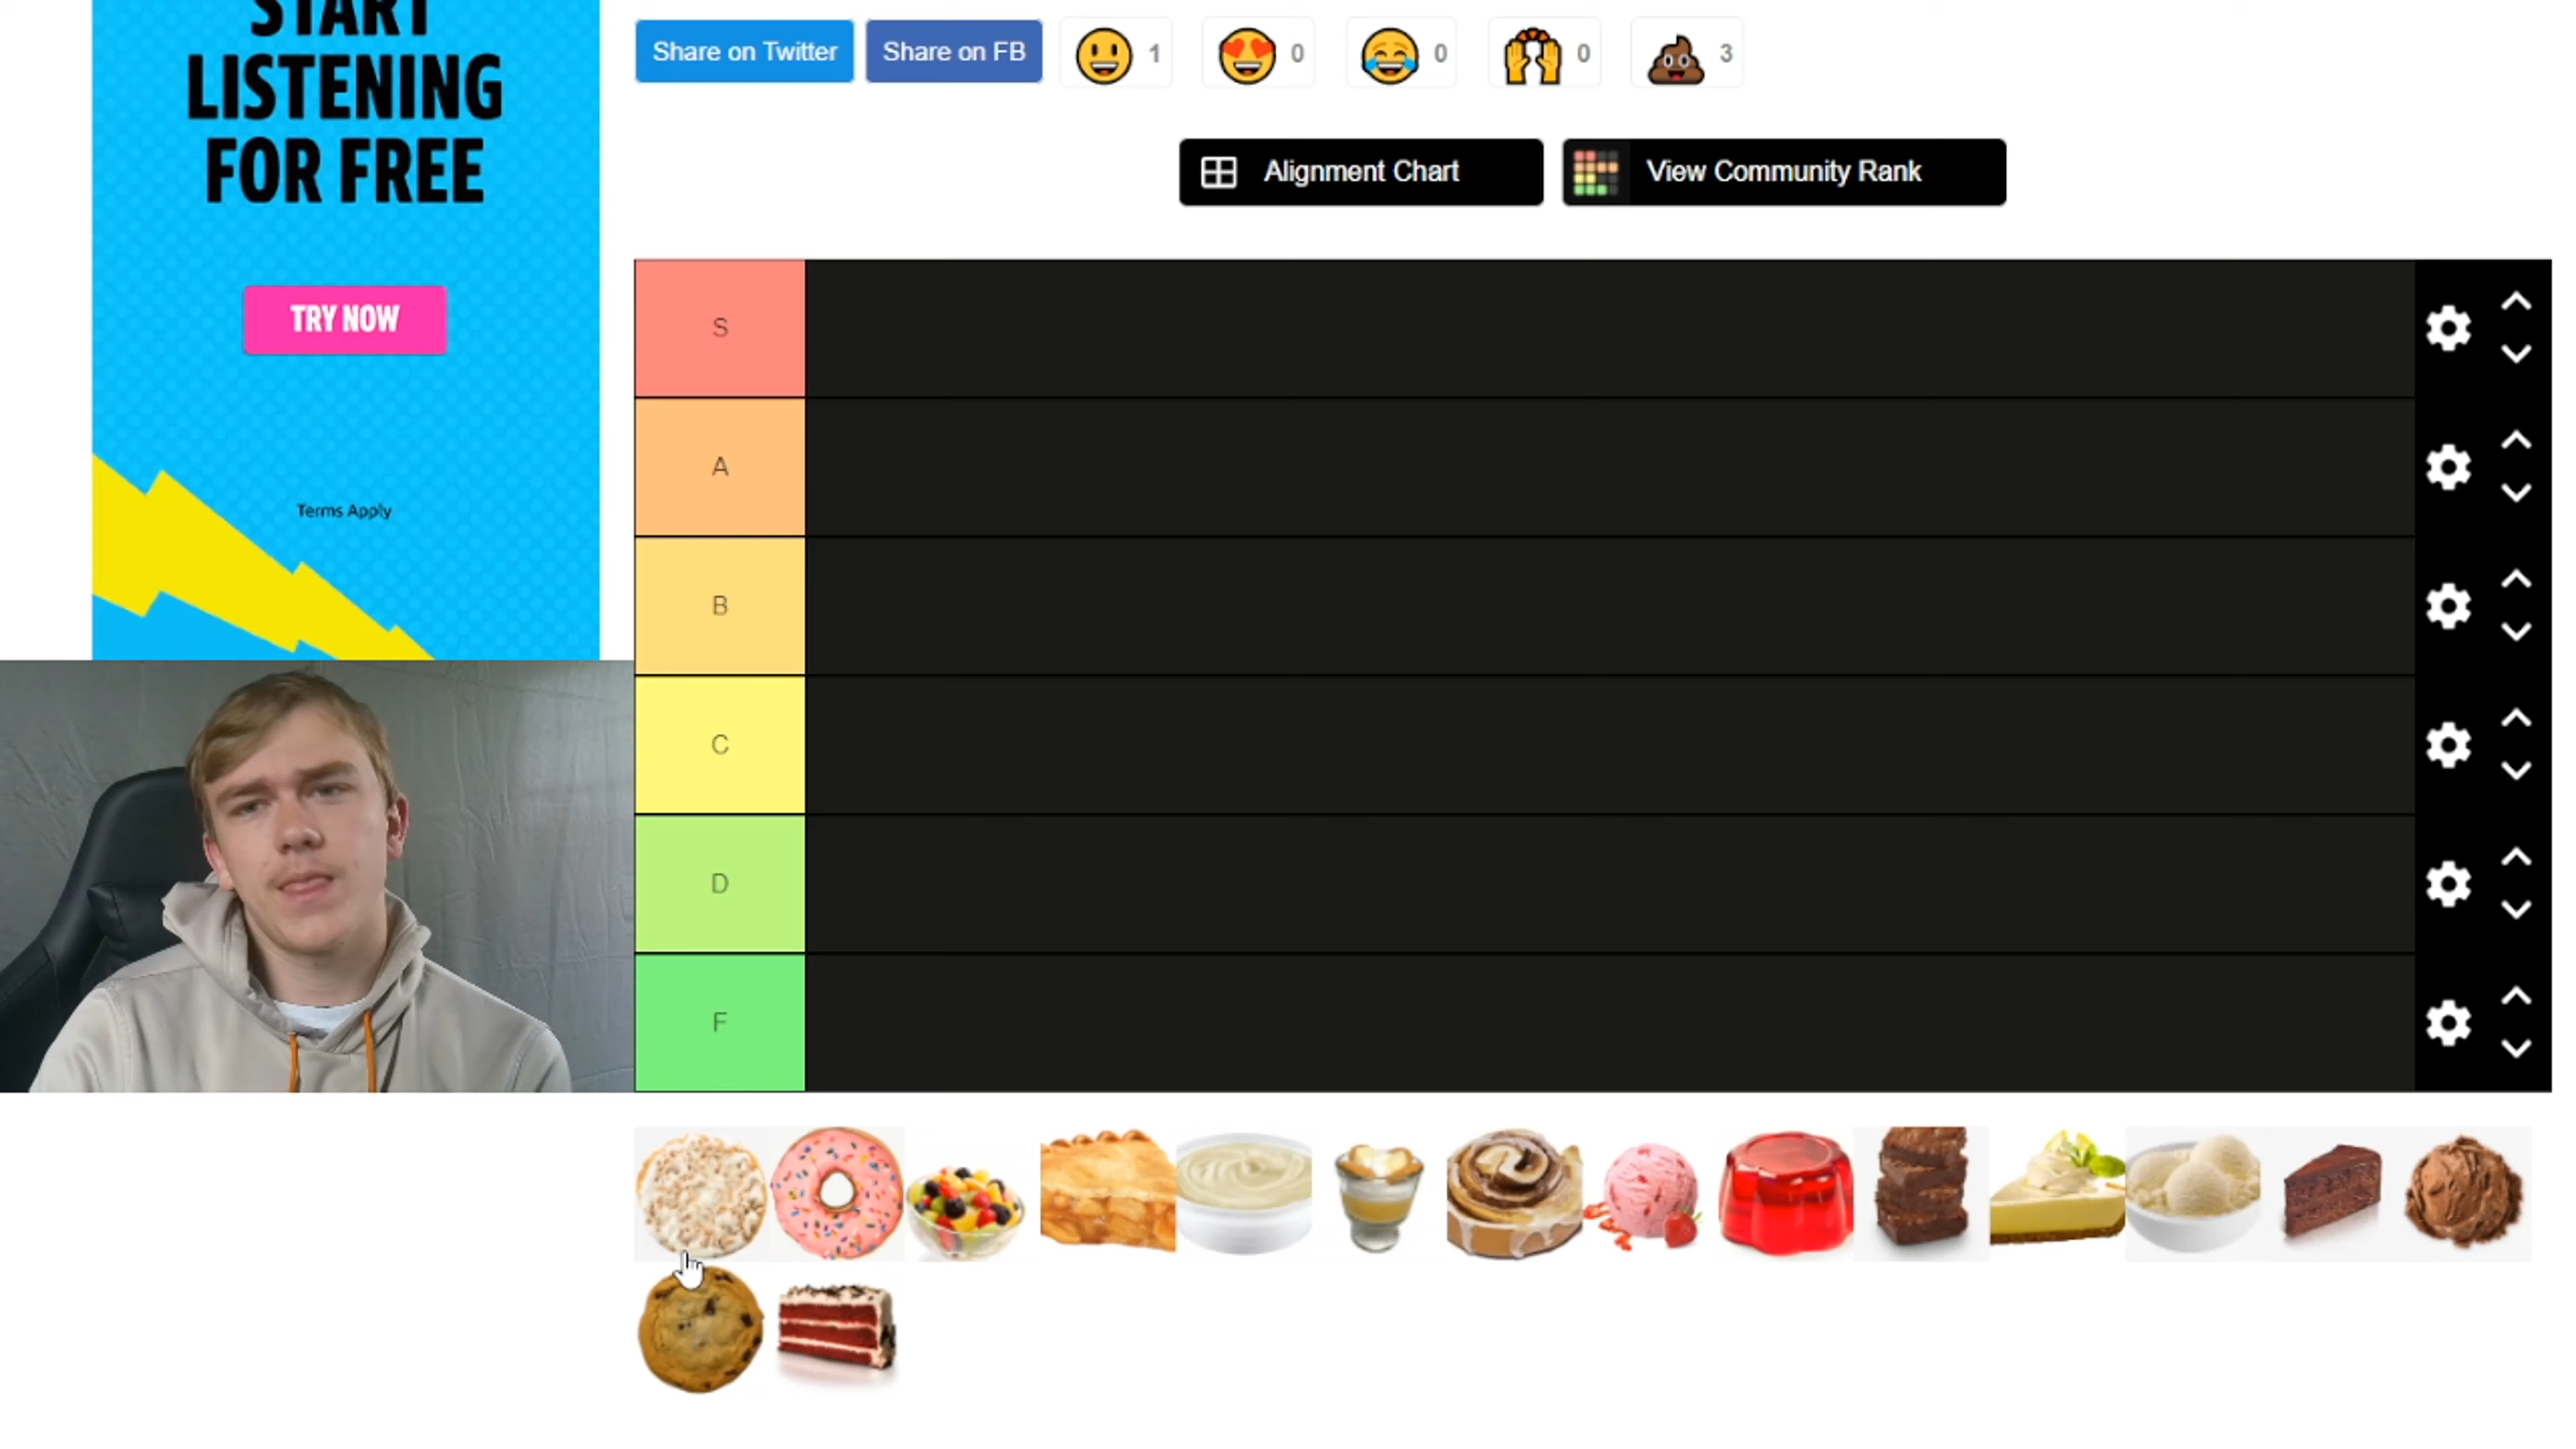 START
LISTENING
FOR FREE
TRY NOW
Terms Apply
Share on Twitter
Share on FB
1
0
0
0
3
Alignment Chart
View Community Rank
S
A
B
C
D
F